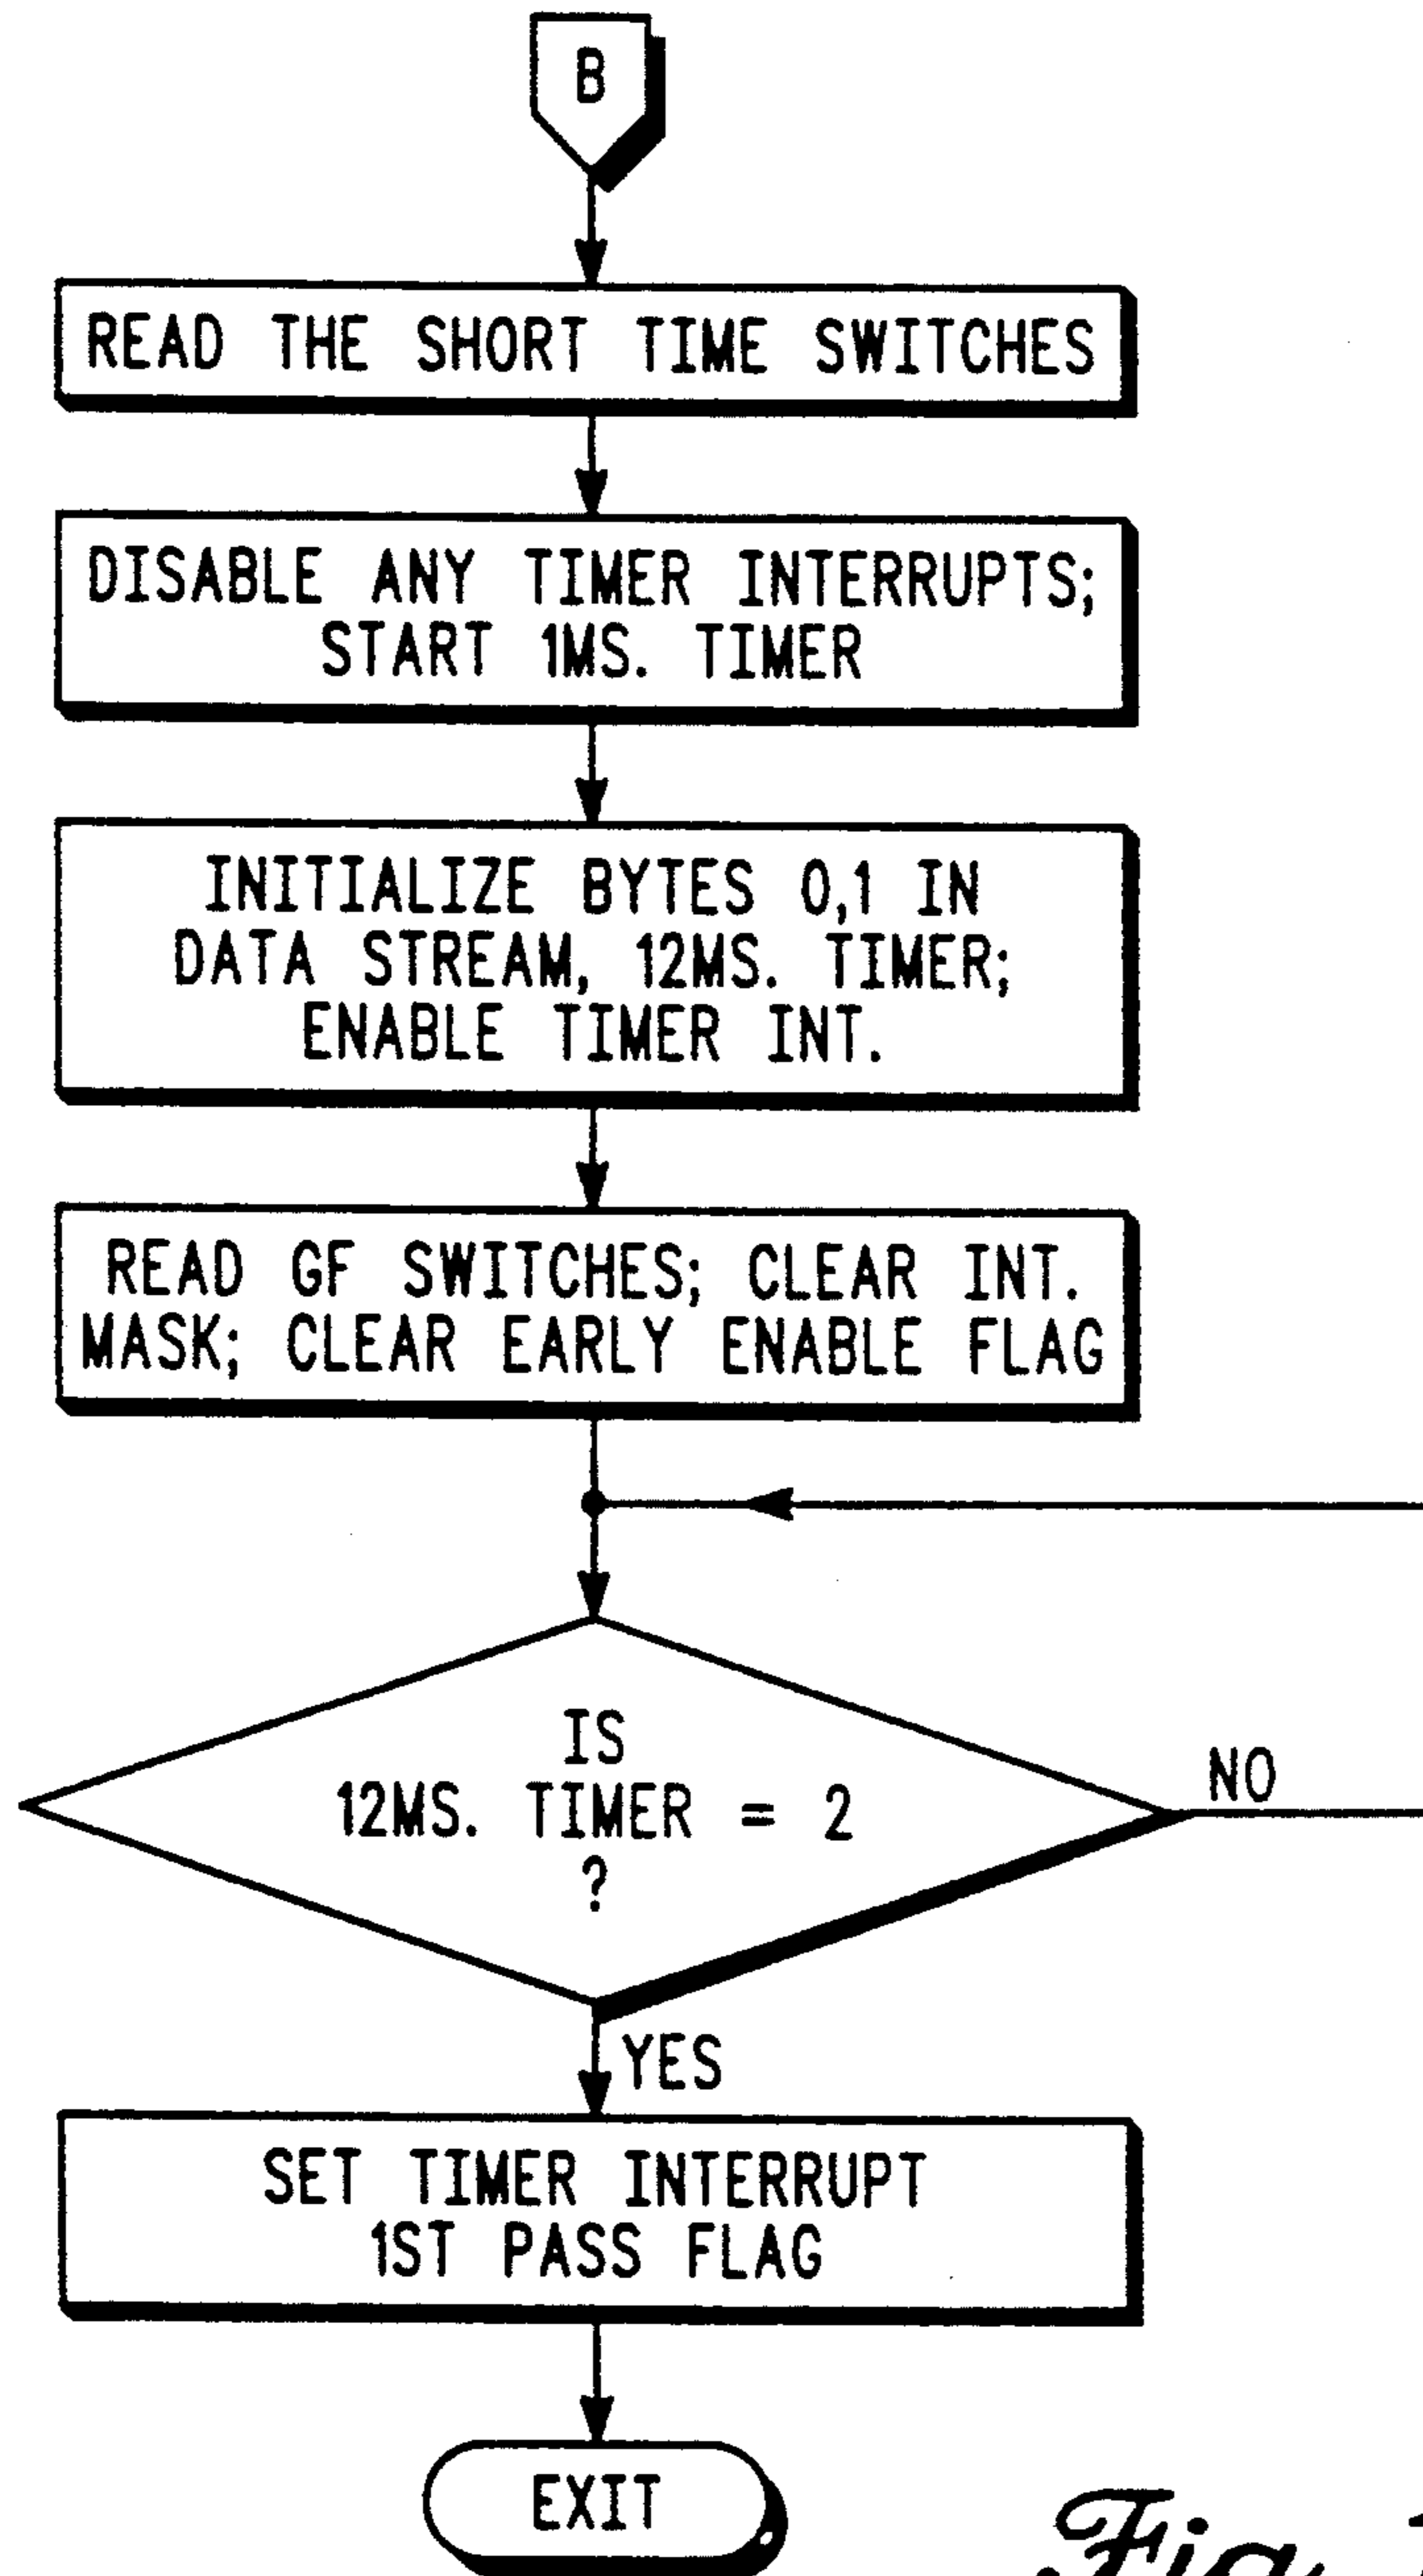 B
READ THE SHORT TIME SWITCHES
DISABLE ANY TIMER INTERRUPTS;
START 1MS. TIMER
INITIALIZE BYTES 0,1 IN
DATA STREAM, 12MS. TIMER;
ENABLE TIMER INT.
READ GF SWITCHES; CLEAR INT.
MASK; CLEAR EARLY ENABLE FLAG
IS
12MS. TIMER = 2
?
NO
YES
SET TIMER INTERRUPT
1ST PASS FLAG
EXIT
Fig.